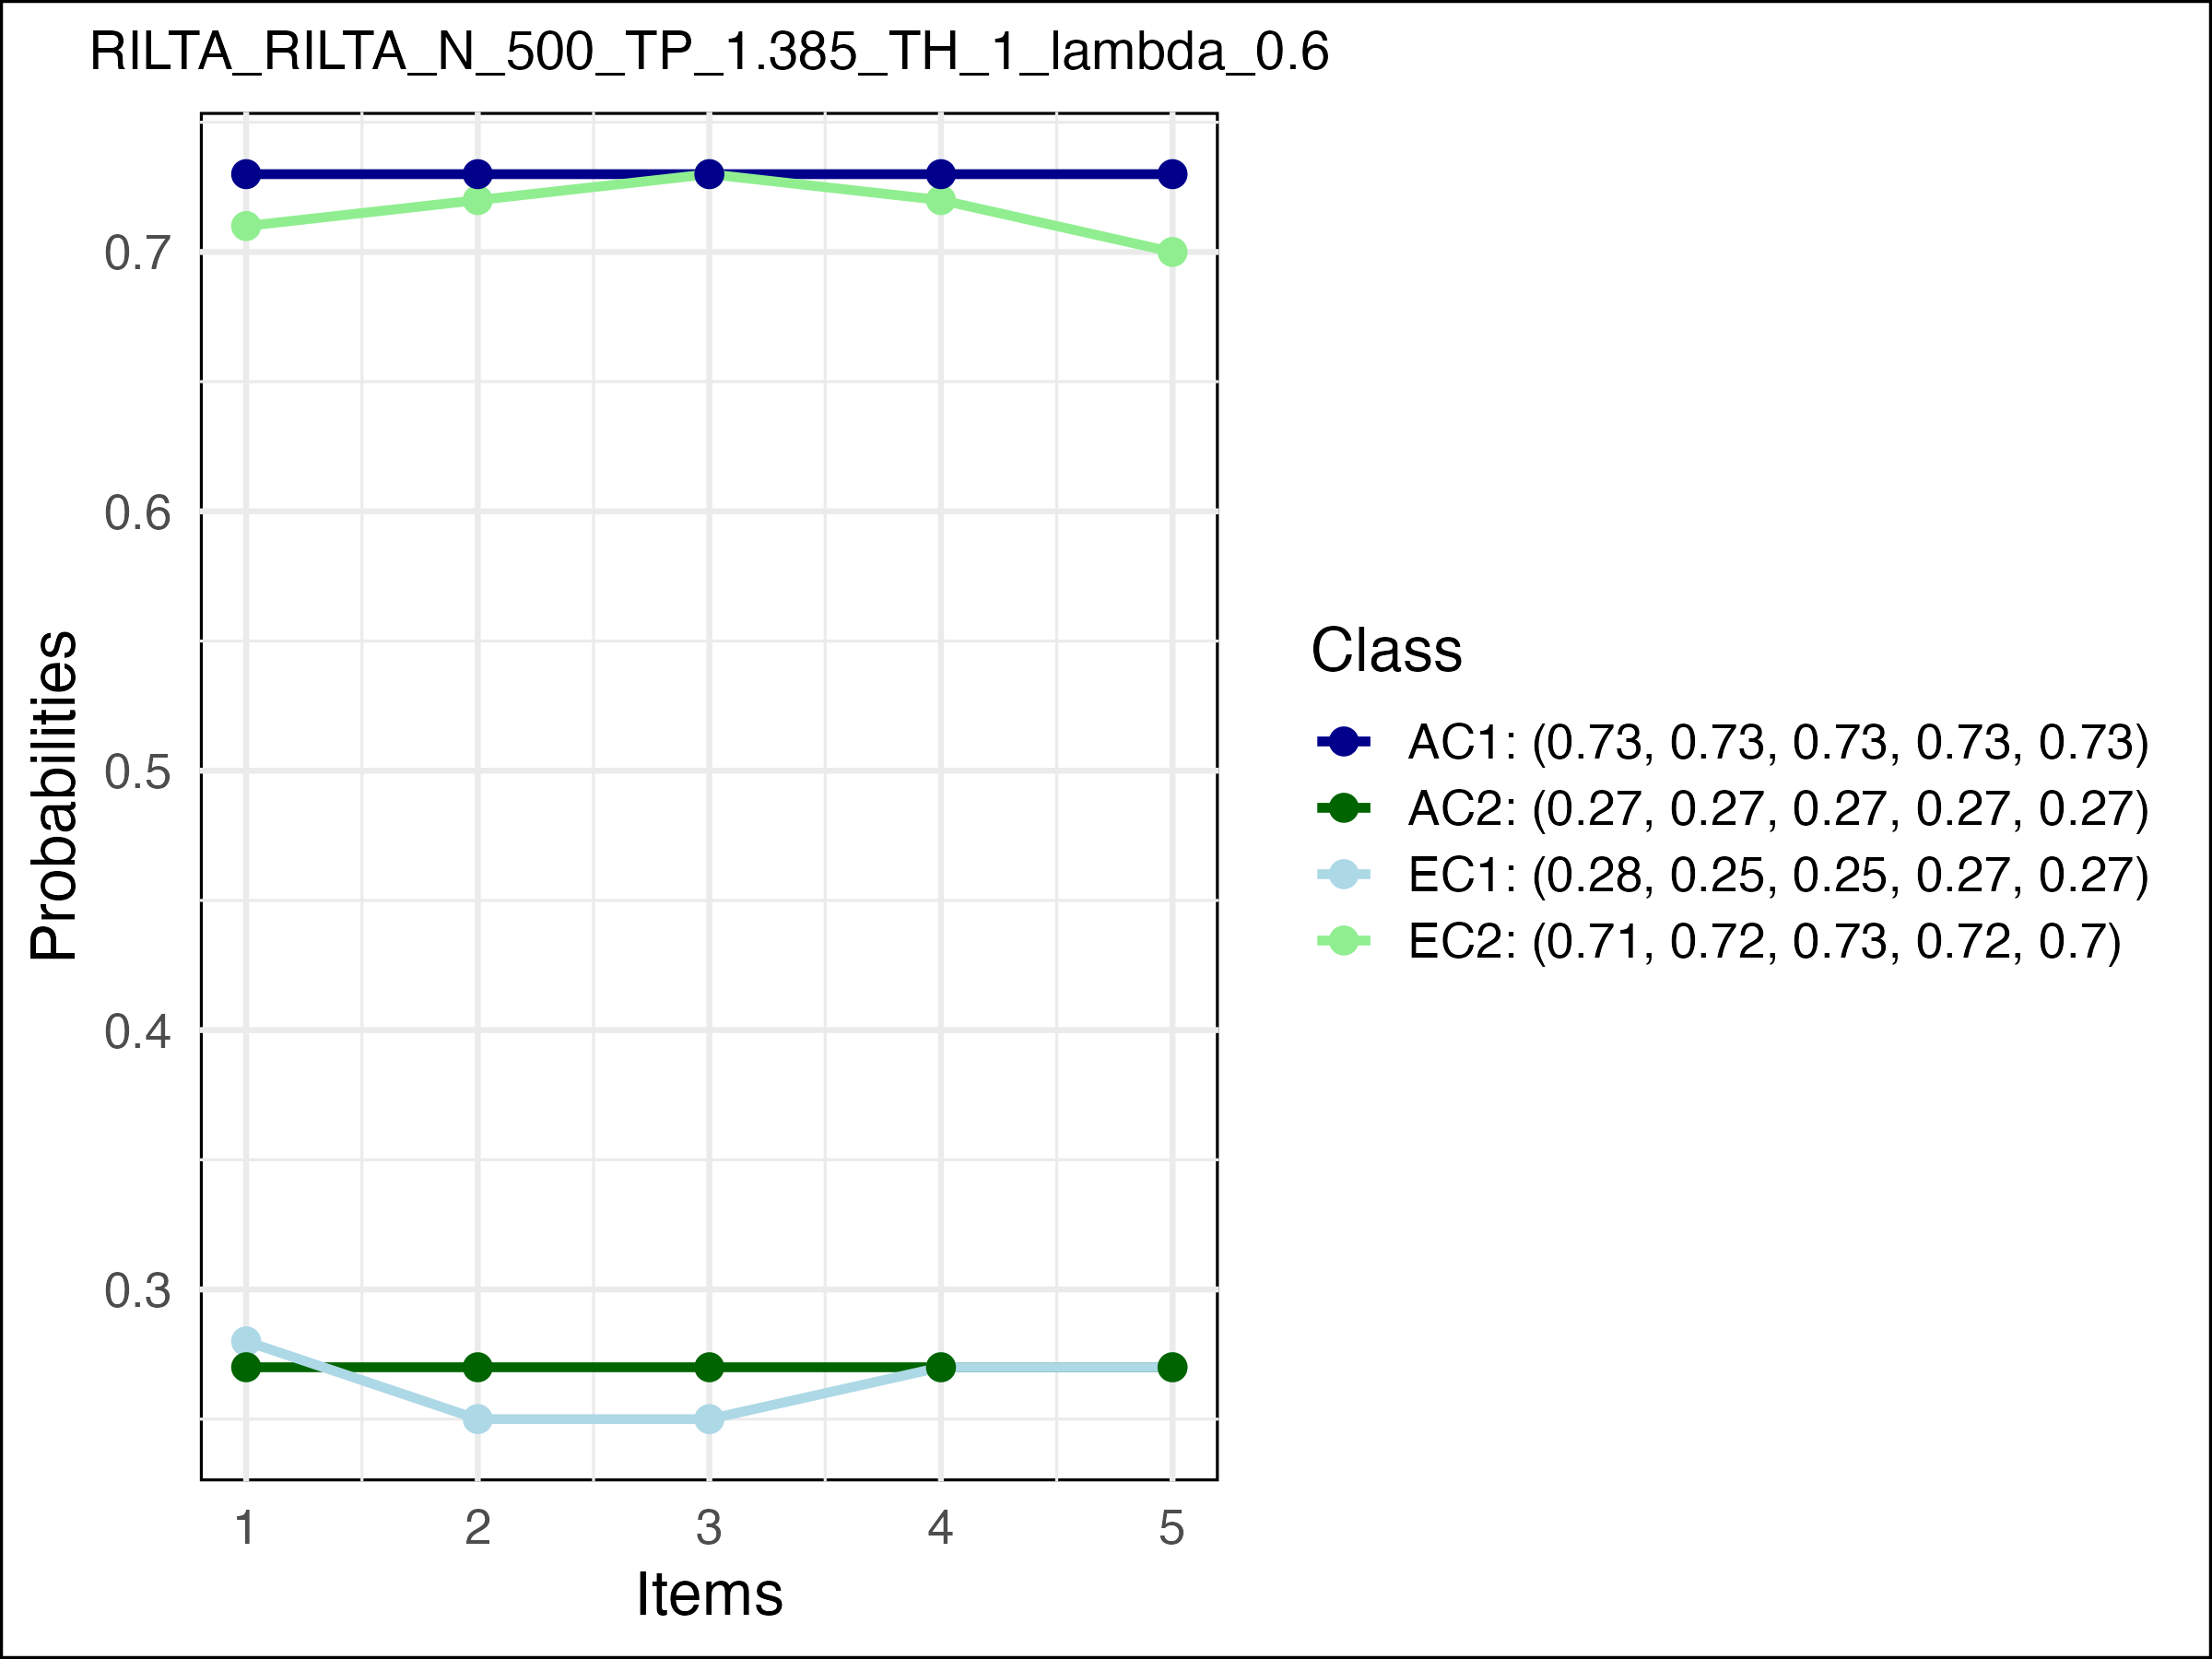 RILTA_RILTA_N_500_TP_1.385_TH_1_lambda_0.6
Probabilities
0.7
0.6
0.5
0.4
0.3
1 2 3 4 5
Items
Class
AC1: (0.73, 0.73, 0.73, 0.73, 0.73)
AC2: (0.27, 0.27, 0.27, 0.27, 0.27)
EC1: (0.28, 0.25, 0.25, 0.27, 0.27)
EC2: (0.71, 0.72, 0.73, 0.72, 0.7)